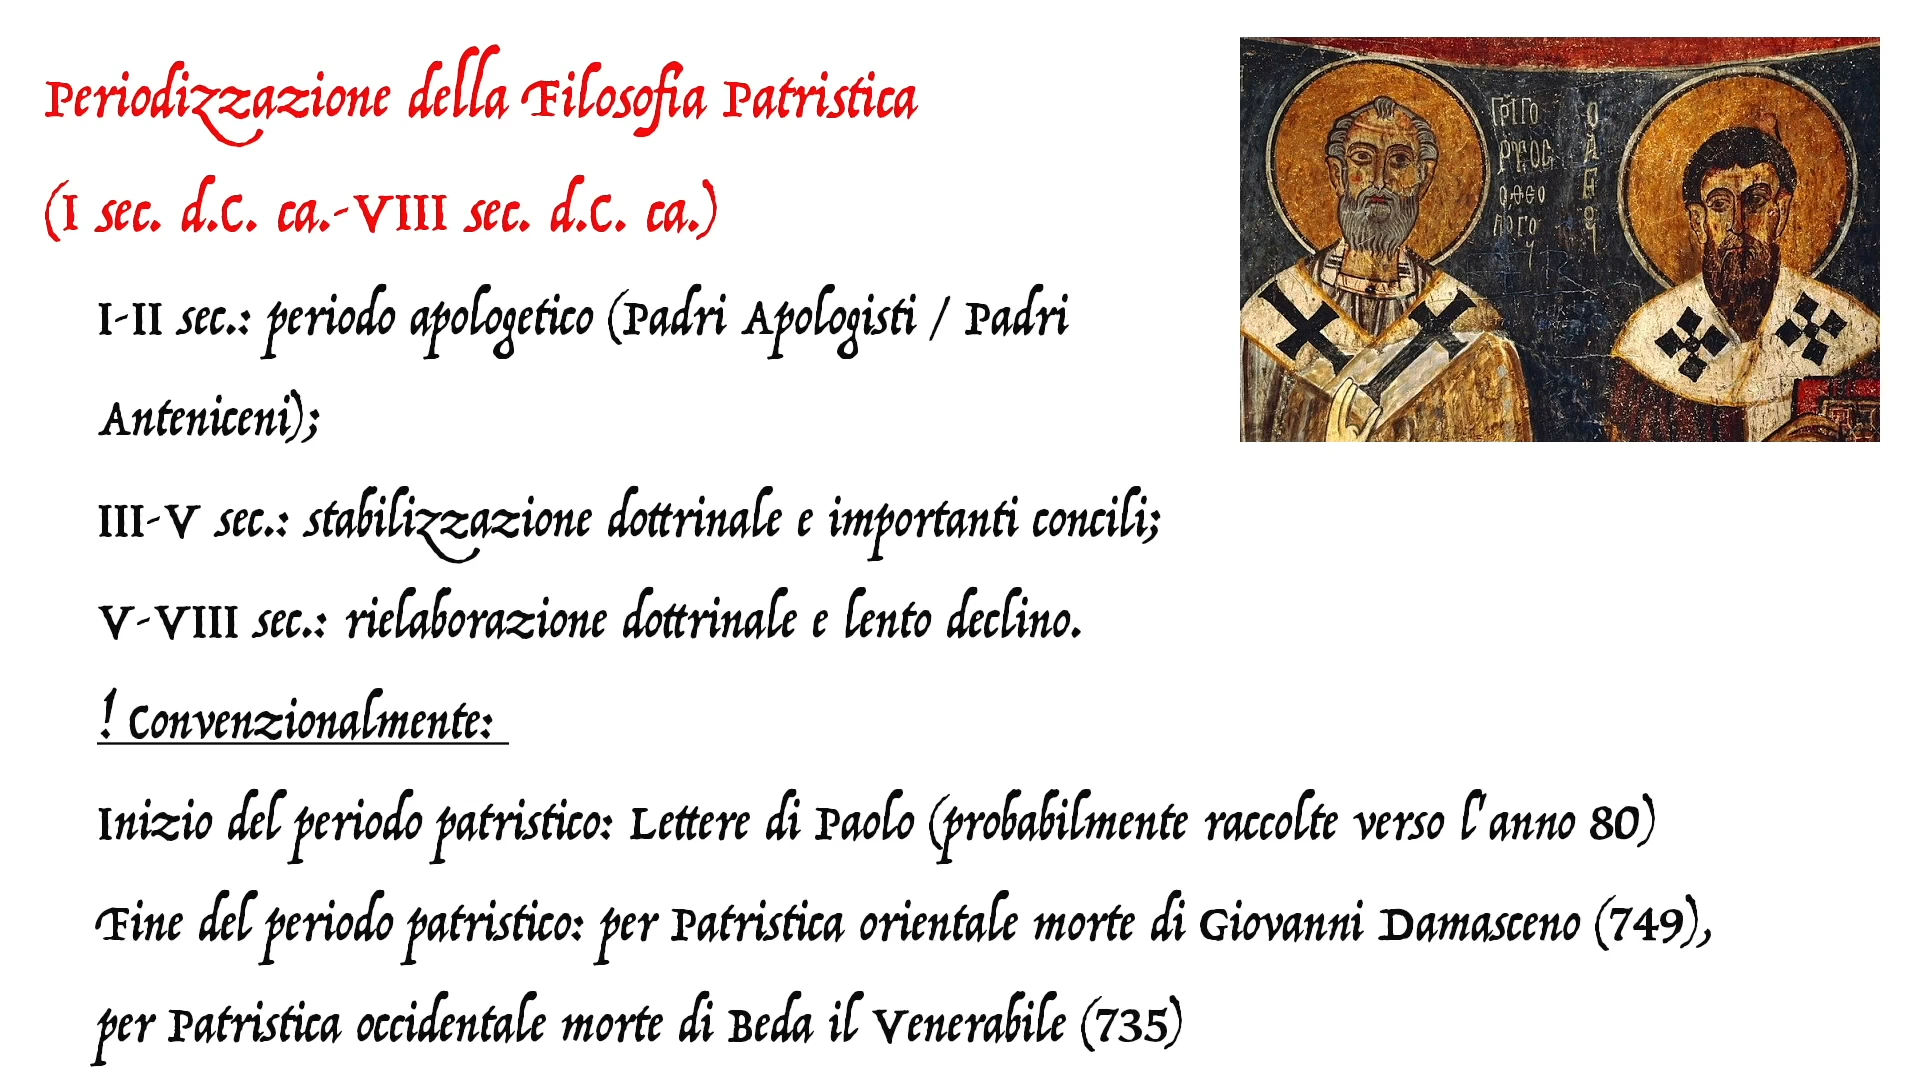 Periodizzazione della Filosofia Patristica
(I sec. d.C. ca.-VIII sec. d.C. ca.)
I-II sec.: periodo apologetico (Padri Apologisti / Padri
Anteniceni);
III-V sec.: stabilizzazione dottrinale e importanti concili;
V-VIII sec.: rielaborazione dottrinale e lento declino.
! Convenzionalmente:
Inizio del periodo patristico: Lettere di Paolo (probabilmente raccolte verso l'anno 80)
Fine del periodo patristico: per Patristica orientale morte di Giovanni Damasceno (749),
per Patristica occidentale morte di Beda il Venerabile (735)
ΓΡΙΓΟ